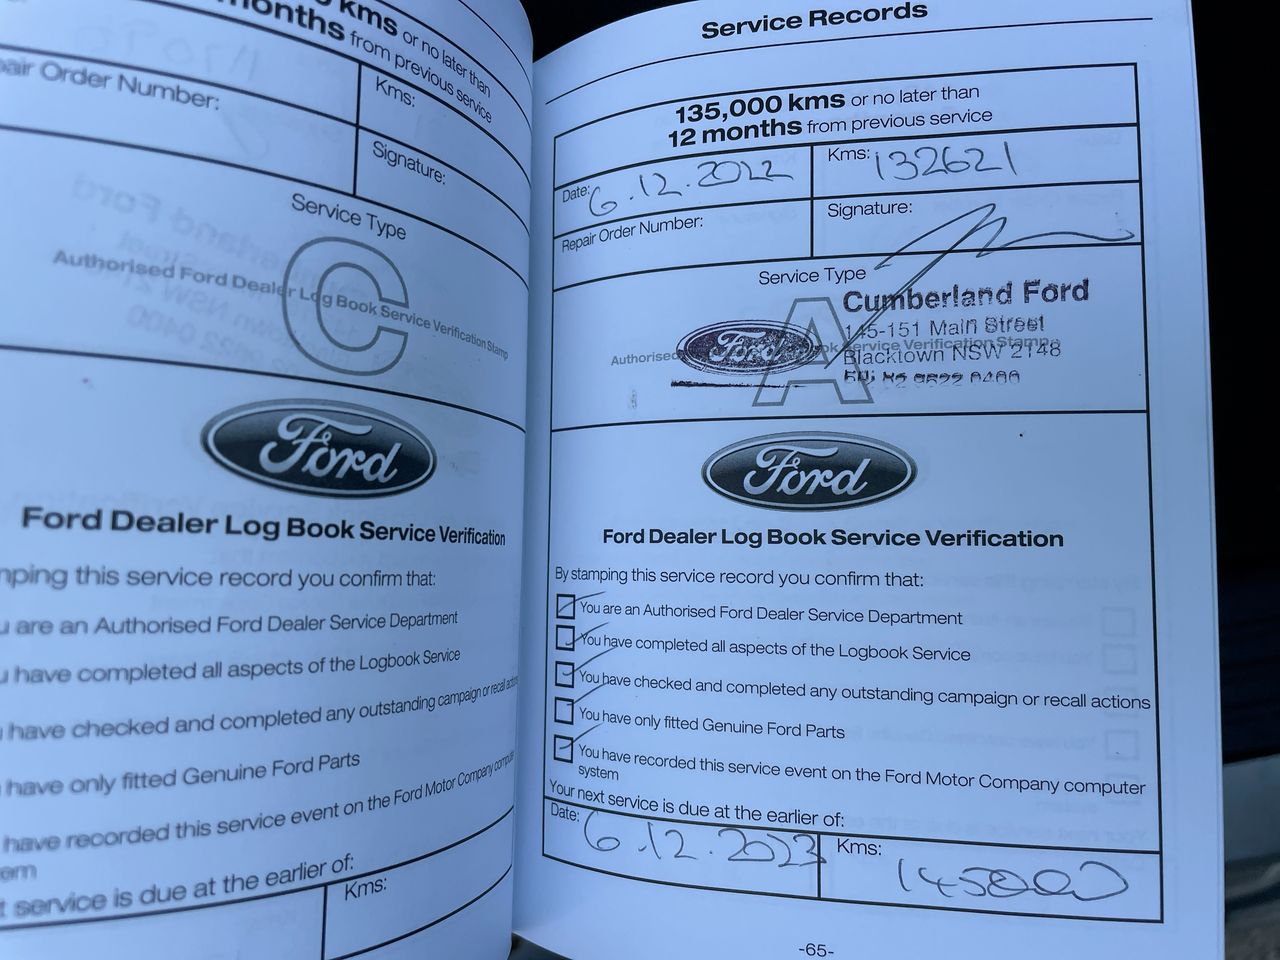 kms or no later than
months from previous service
Order Number:
Kms:
Signature:
Service Type
C
Authorised Ford Dealer Log Book Service Verification Stamp
Ford
Ford Dealer Log Book Service Verification
this service record you confirm that:
are an Authorised Ford Dealer Service Department
have completed all aspects of the Logbook Service
have checked and completed any outstanding campaign or recall
have only fitted Genuine Ford Parts
have recorded this service event on the Ford Motor Company
service is due at the earlier of:
Kms:
Service Records
135,000 kms or no later than
12 months from previous service
Date: 6.12.2022
Kms: 132621
Repair Order Number:
Signature:
Service Type
A
Authorised
Service Verification Stamp
Ford
Cumberland Ford
145-151 Main Street
Blacktown NSW 2148
Ford
Ford Dealer Log Book Service Verification
By stamping this service record you confirm that:
You are an Authorised Ford Dealer Service Department
You have completed all aspects of the Logbook Service
You have checked and completed any outstanding campaign or recall actions
You have only fitted Genuine Ford Parts
You have recorded this service event on the Ford Motor Company computer
system
Your next service is due at the earlier of:
Date: 6.12.2023
Kms: 145000
-65-